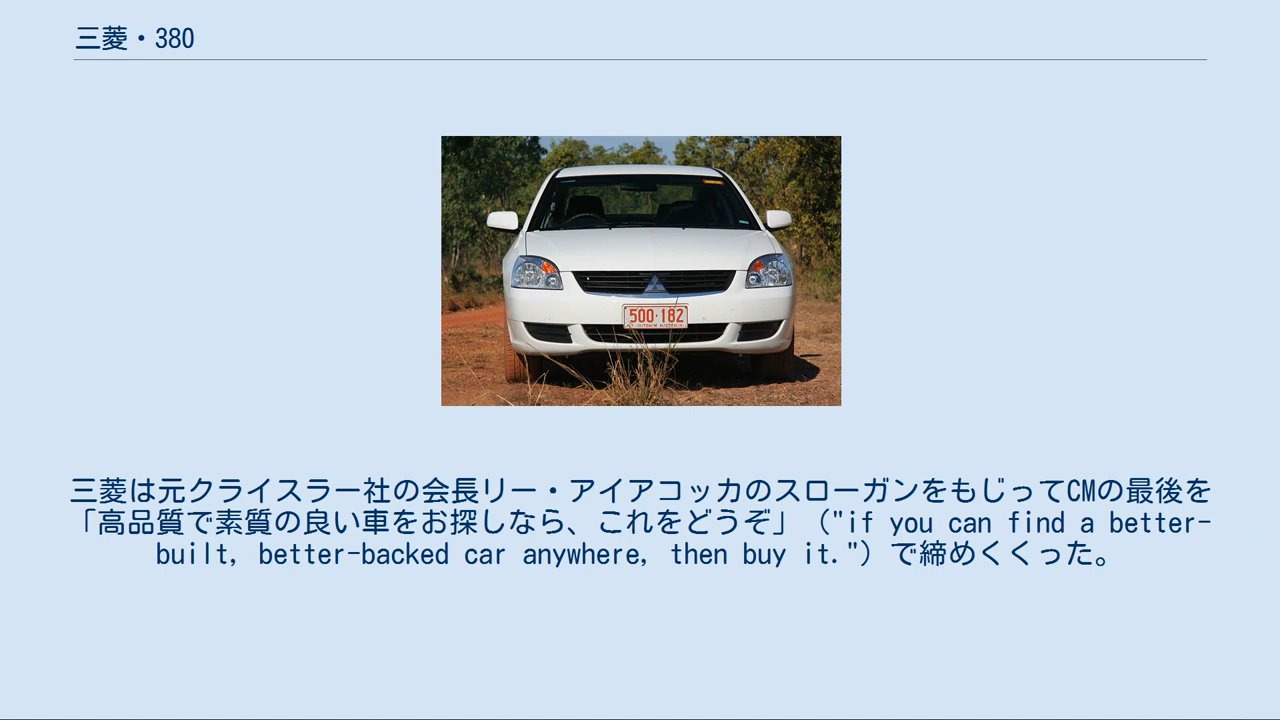 三菱・380
500·182
NT OUTBACK AUSTRALIA
三菱は元クライスラー社の会長リー・アイアコッカのスローガンをもじってCMの最後を
「高品質で素質の良い車をお探しなら、これをどうぞ」（"if you can find a better-
built, better-backed car anywhere, then buy it."）で締めくくった。